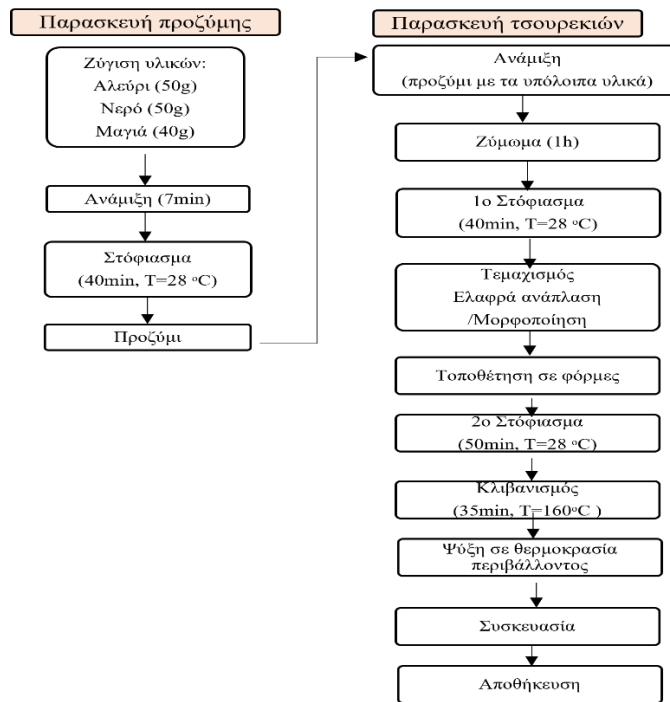 Παρασκευή προζύμης
Ζύγιση υλικών:
Αλεύρι (50g)
Νερό (50g)
Μαγιά (40g)
Ανάμιξη (7min)
Στόφιασμα
(40min, T=28 °C)
Προζύμι
Παρασκευή τσουρεκιών
Ανάμιξη
(προζύμι με τα υπόλοιπα υλικά)
Ζύμωμα (1h)
1ο Στόφιασμα
(40min, T=28 °C)
Τεμαχισμός
Ελαφρά ανάπλαση
/Μορφοποίηση
Τοποθέτηση σε φόρμες
2ο Στόφιασμα
(50min, T=28 °C)
Κλιβανισμός
(35min, T=160°C )
Ψύξη σε θερμοκρασία
περιβάλλοντος
Συσκευασία
Αποθήκευση